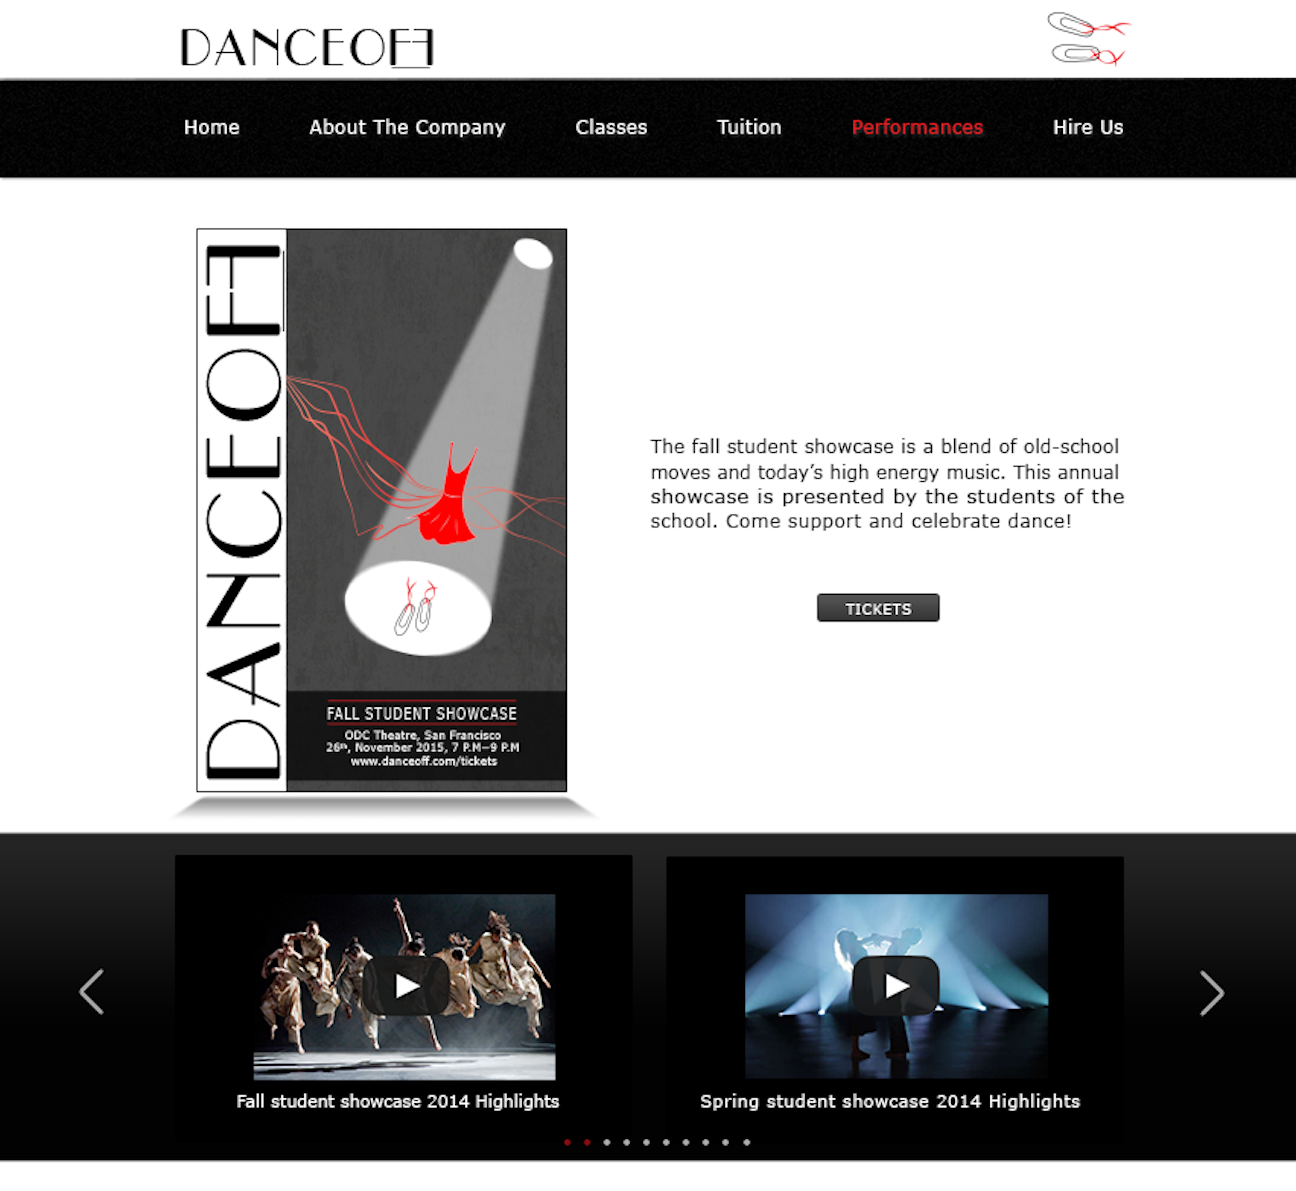 DANCEOFF
Home About The Company Classes Tuition Performances Hire Us
DANCEOFF
FALL STUDENT SHOWCASE
ODC Theatre, San Francisco
26th, November 2015, 7 P.M–9 P.M
www.danceoff.com/tickets
The fall student showcase is a blend of old-school
moves and today’s high energy music. This annual
showcase is presented by the students of the
school. Come support and celebrate dance!
TICKETS
Fall student showcase 2014 Highlights
Spring student showcase 2014 Highlights